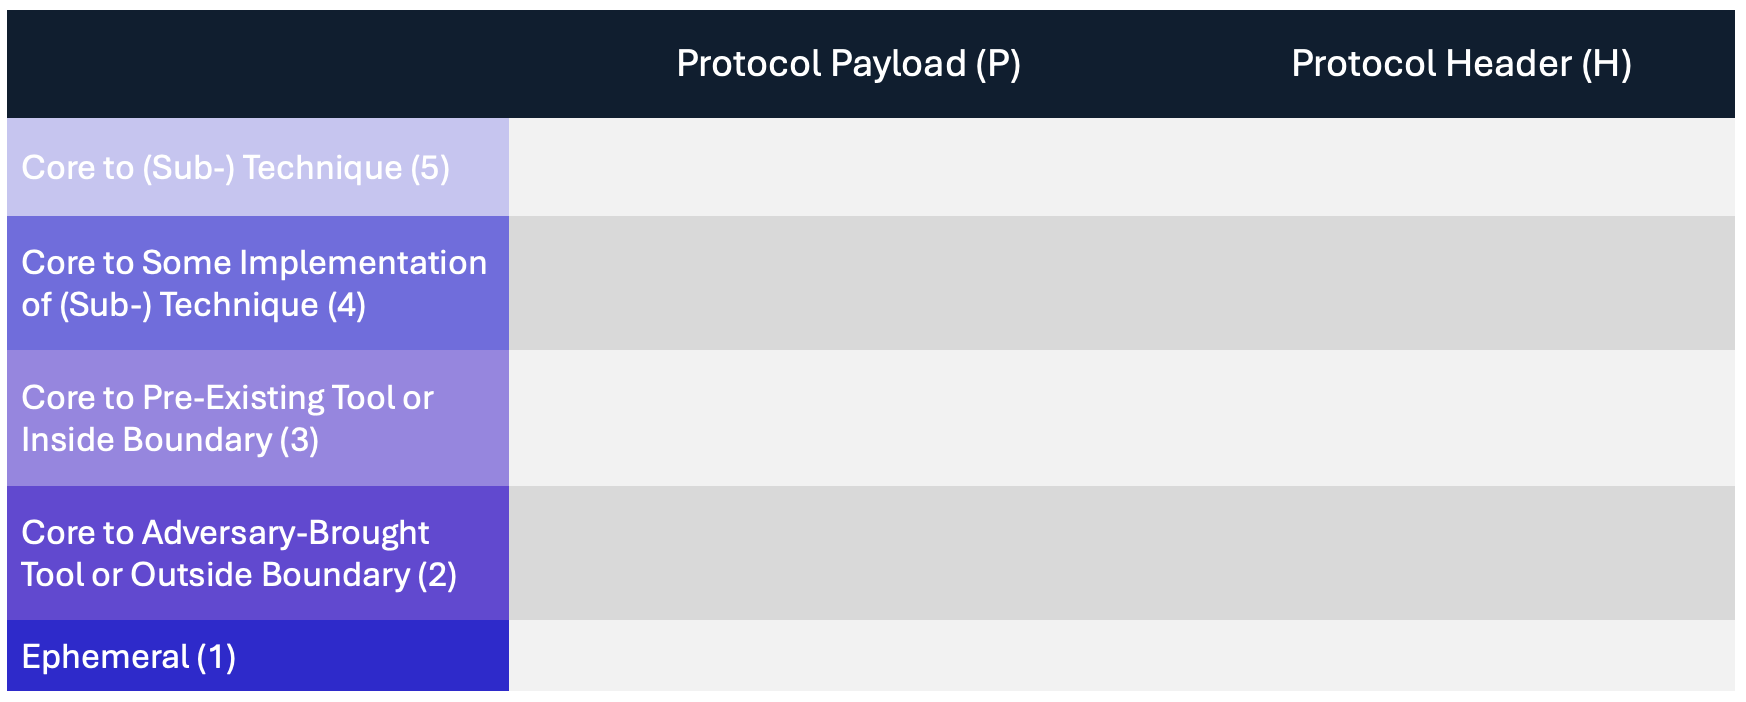 Protocol Payload (P)
Protocol Header (H)
Core to (Sub-) Technique (5)
Core to Some Implementation
of (Sub-) Technique (4)
Core to Pre-Existing Tool or
Inside Boundary (3)
Core to Adversary-Brought
Tool or Outside Boundary (2)
Ephemeral (1)